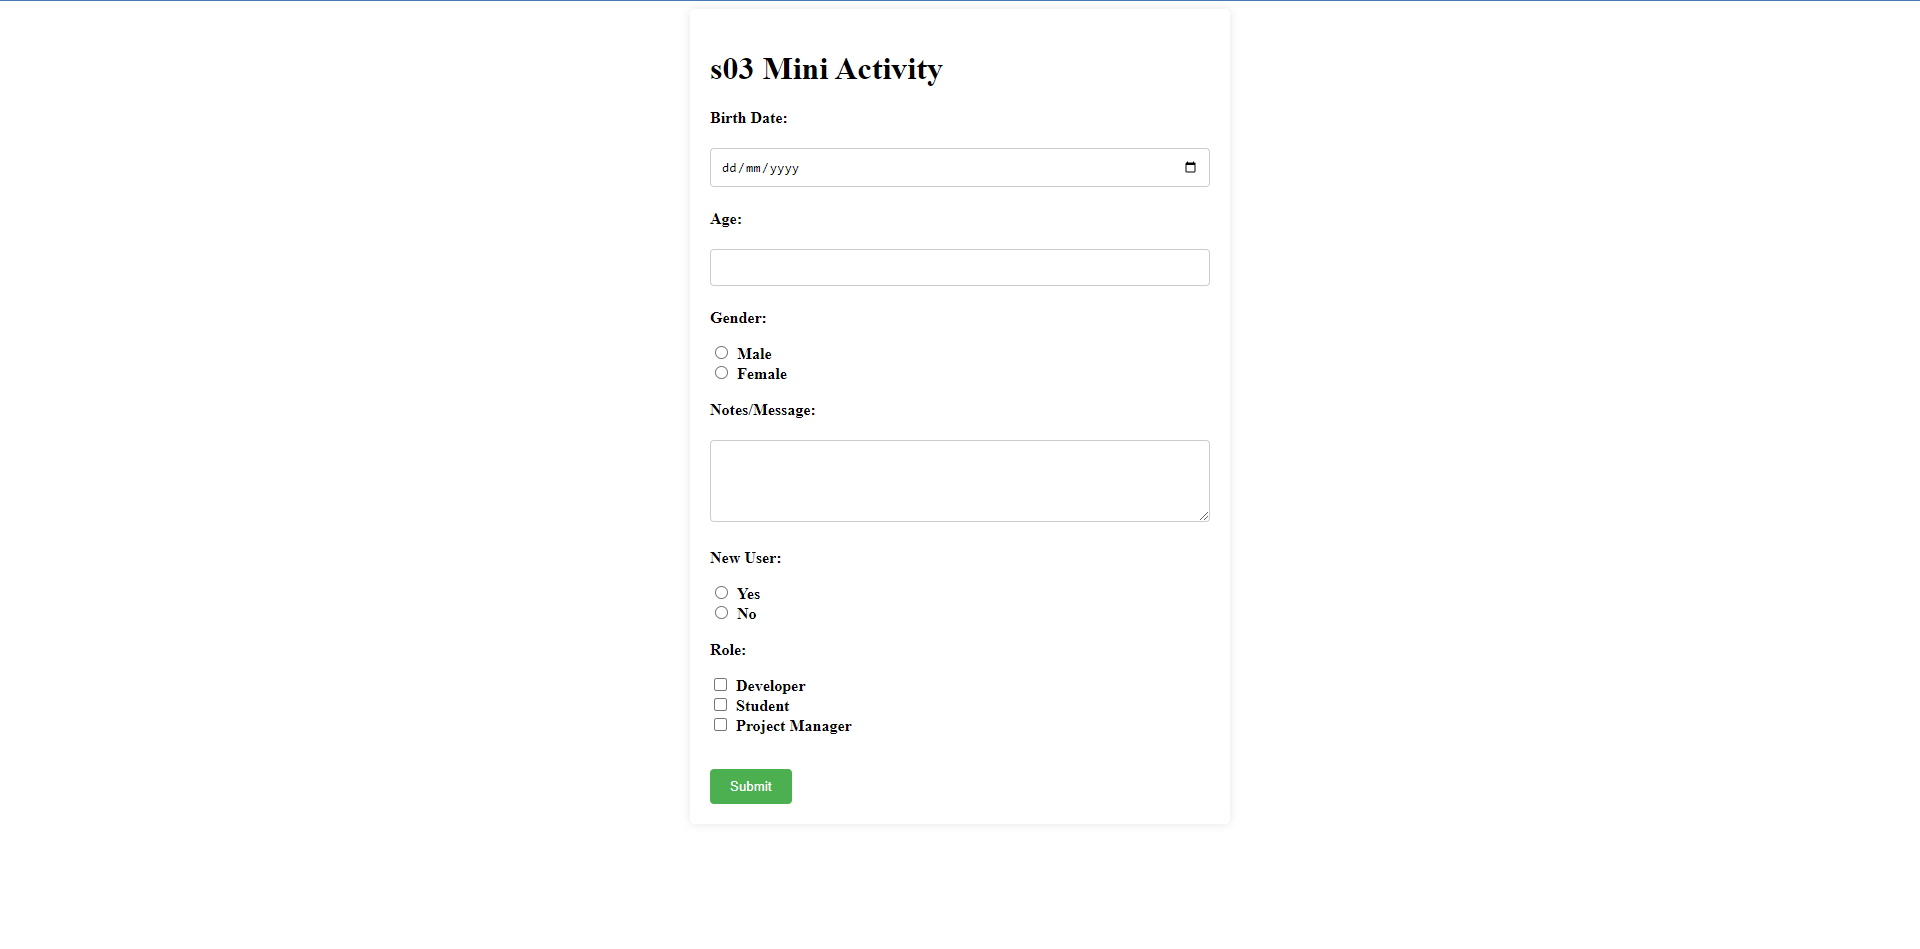 s03 Mini Activity
Birth Date:
dd/mm/yyyy
Age:
Gender:
Male
Female
Notes/Message:
New User:
Yes
No
Role:
Developer
Student
Project Manager
Submit